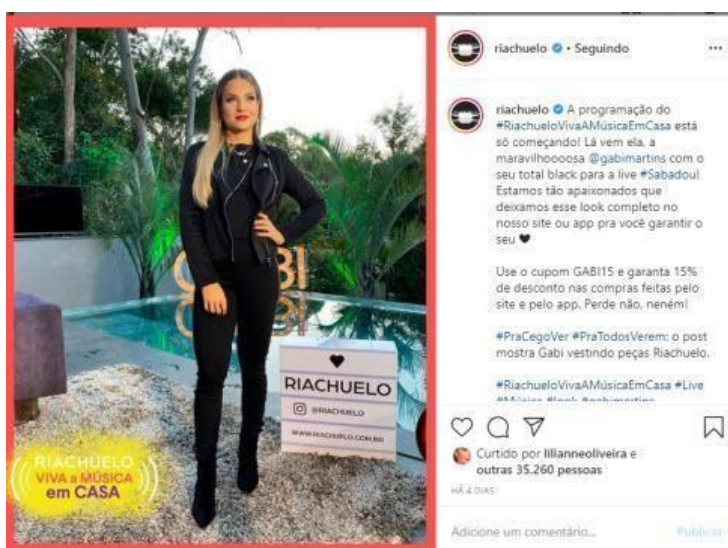 riachuelo • Seguindo
riachuelo A programação do
#RiachueloVivaAMúsicaEmCasa está
só começando! Lá vem ela, a
maravilhoooosa @gabimartins com o
seu total black para a live #Sabadou!
Estamos tão apaixonados que
deixamos esse look completo no
nosso site ou app pra você garantir o
seu 🖤
Use o cupom GABI15 e garanta 15%
de desconto nas compras feitas pelo
site e pelo app. Perde não, neném!
#PraCegoVer #PraTodosVerem: o post
mostra Gabi vestindo peças Riachuelo.
#RiachueloVivaAMúsicaEmCasa #Live
#Música #look #gabimartins
Curtido por lilianneoliveira e
outras 35.260 pessoas
HÁ 4 DIAS
Adicione um comentário...
Publicar
RIACHUELO
@RIACHUELO
WWW.RIACHUELO.COM.BR
RIACHUELO
VIVA a MÚSICA
em CASA